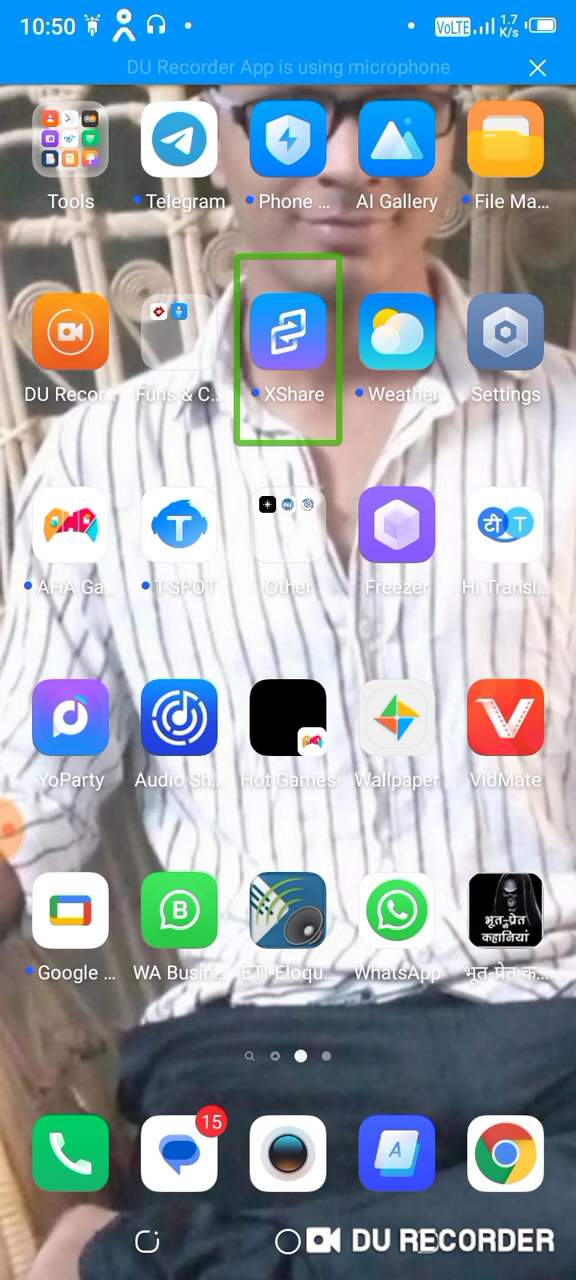 10:50 VoLTE 1.7 K/s
DU Recorder App is using microphone
Tools Telegram Phone ... AI Gallery File Ma...
DU Recor... Funs & C... XShare Weather Settings
AHA Ga... T-SPOT Other Freezer Hi Transl...
टी T
YoParty Audio Sh... Hot Games Wallpaper VidMate
भूत-प्रेत
कहानियां
Google ... WA Busin... ETI-Eloqu... WhatsApp भूत-प्रेत क...
15
A
DU RECORDER